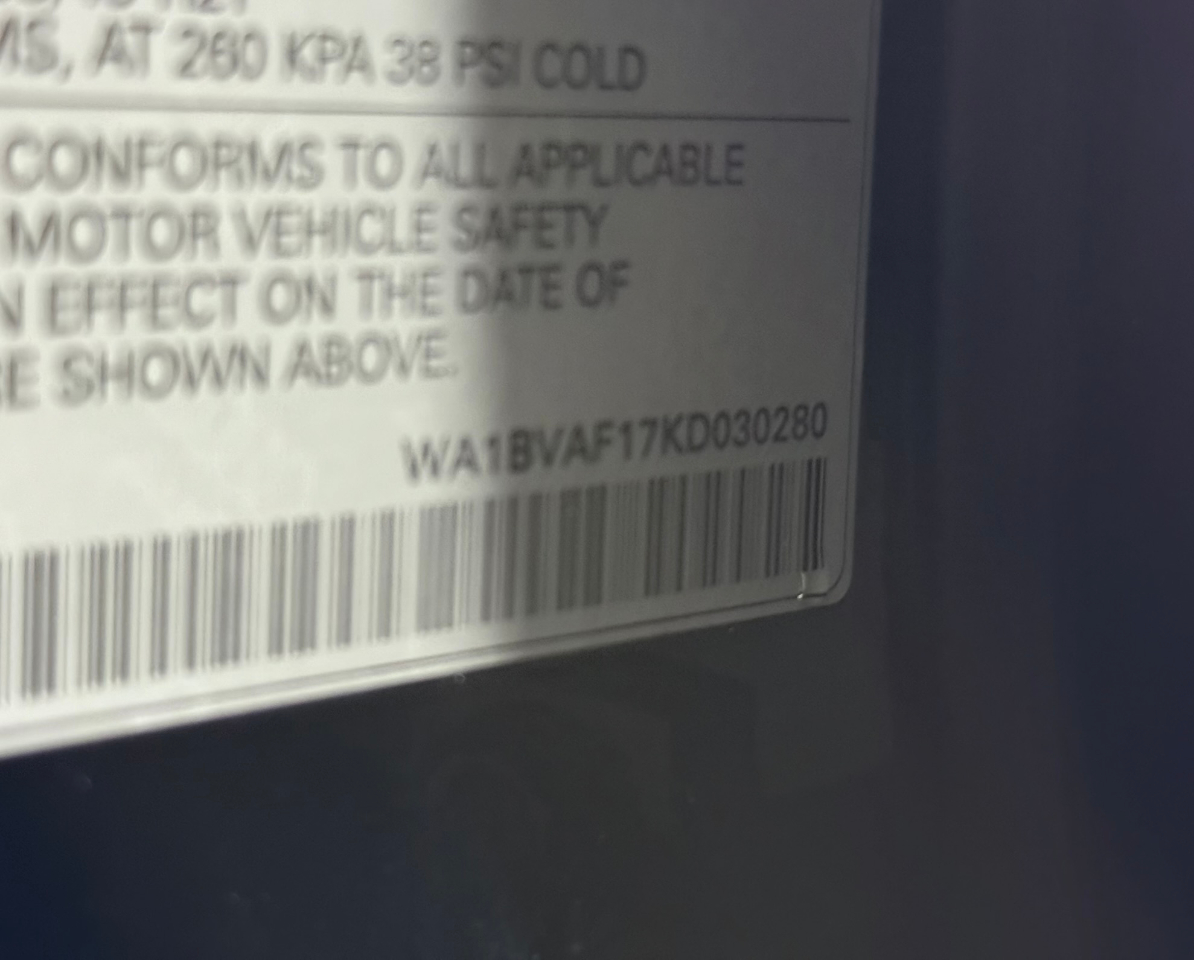 MS, AT 260 KPA 38 PSI COLD
CONFORMS TO ALL APPLICABLE
MOTOR VEHICLE SAFETY
N EFFECT ON THE DATE OF
E SHOWN ABOVE.
WA1BVAF17KD030280